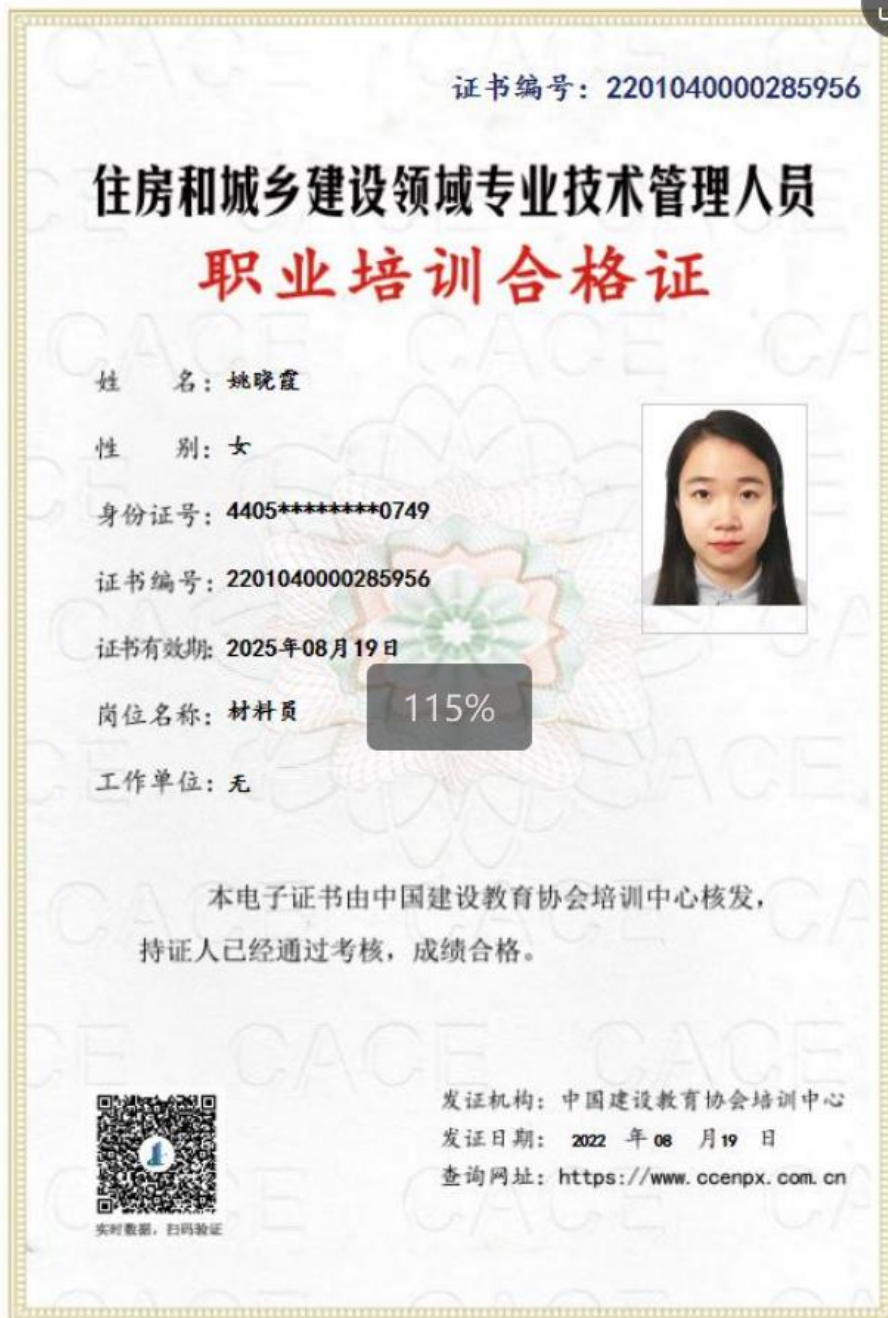 证书编号：2201040000285956
住房和城乡建设领域专业技术管理人员
职业培训合格证
姓 名：姚晓霞
性 别：女
身份证号：4405********0749
证书编号：2201040000285956
证书有效期：2025年08月19日
115%
岗位名称：材料员
工作单位：无
本电子证书由中国建设教育协会培训中心核发，
持证人已经通过考核，成绩合格。
发证机构：中国建设教育协会培训中心
发证日期： 2022 年 08 月 19 日
查询网址：https://www.ccenpx.com.cn
实时数据，扫码验证
CACE